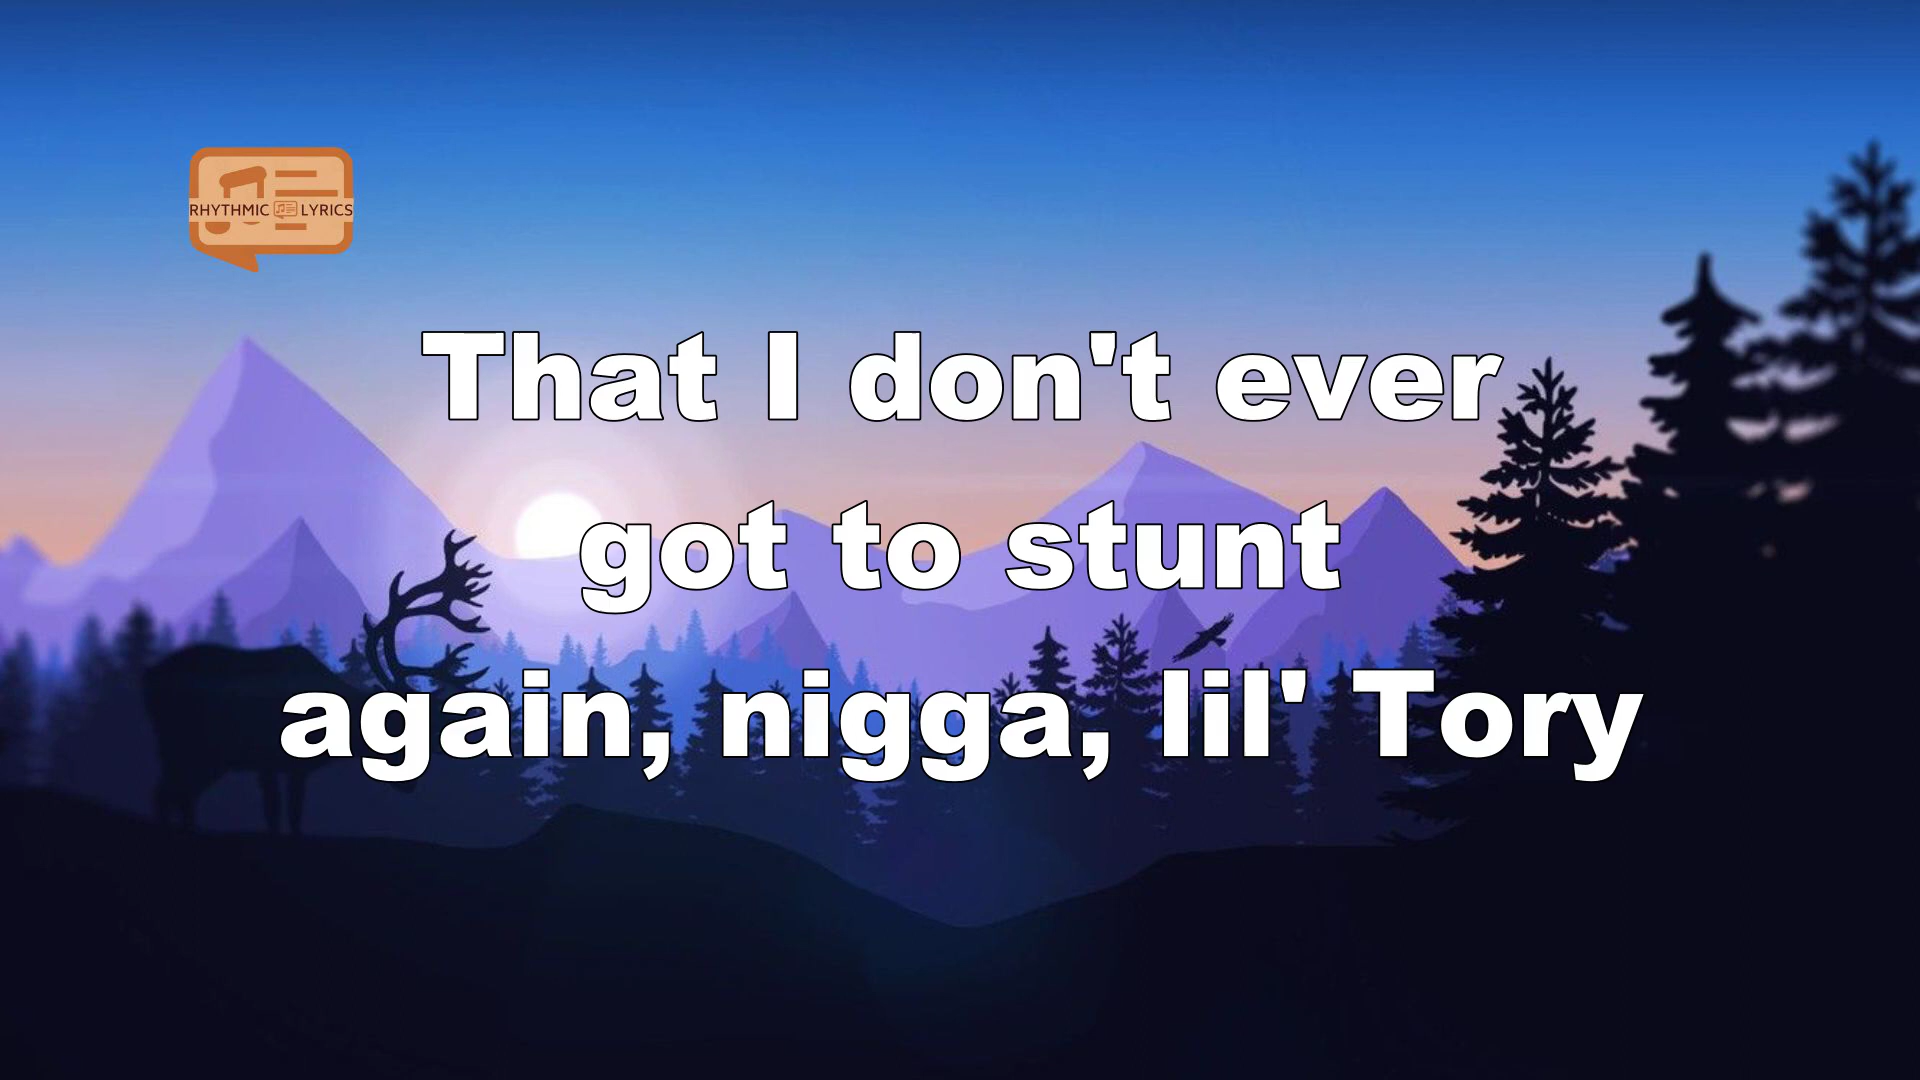 RHYTHMIC LYRICS
That I don't ever
got to stunt
again, nigga, lil' Tory